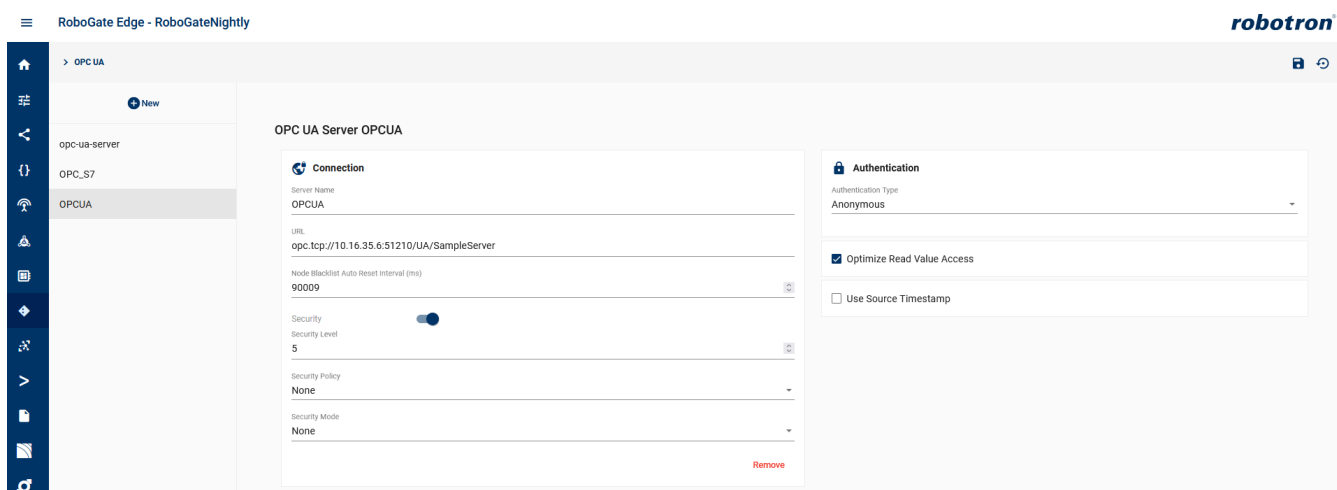 RoboGate Edge - RoboGateNightly
robotron®
> OPC UA
New
opc-ua-server
OPC_S7
OPCUA
OPC UA Server OPCUA
Connection
Server Name
OPCUA
URL
opc.tcp://10.16.35.6:51210/UA/SampleServer
Node Blacklist Auto Reset Interval (ms)
90009
Security
Security Level
5
Security Policy
None
Security Mode
None
Remove
Authentication
Authentication Type
Anonymous
Optimize Read Value Access
Use Source Timestamp